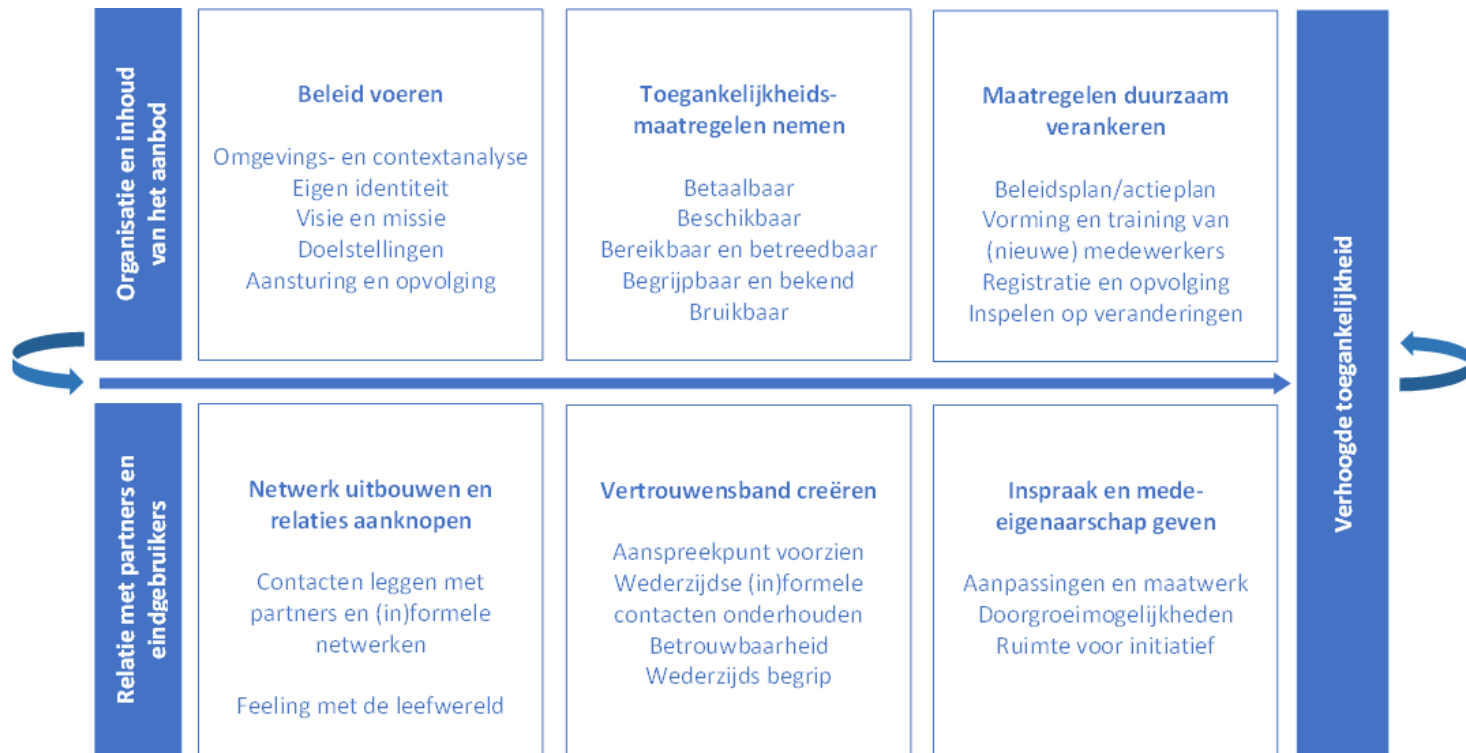 Organisatie en inhoud
van het aanbod
Beleid voeren
Omgevings- en contextanalyse
Eigen identiteit
Visie en missie
Doelstellingen
Aansturing en opvolging
Toegankelijkheids-
maatregelen nemen
Betaalbaar
Beschikbaar
Bereikbaar en betreedbaar
Begrijpbaar en bekend
Bruikbaar
Maatregelen duurzaam
verankeren
Beleidsplan/actieplan
Vorming en training van
(nieuwe) medewerkers
Registratie en opvolging
Inspelen op veranderingen
Relatie met partners en
eindgebruikers
Netwerk uitbouwen en
relaties aanknopen
Contacten leggen met
partners en (in)formele
netwerken
Feeling met de leefwereld
Vertrouwensband creëren
Aanspreekpunt voorzien
Wederzijdse (in)formele
contacten onderhouden
Betrouwbaarheid
Wederzijds begrip
Inspraak en mede-
eigenaarschap geven
Aanpassingen en maatwerk
Doorgroeimogelijkheden
Ruimte voor initiatief
Verhoogde toegankelijkheid